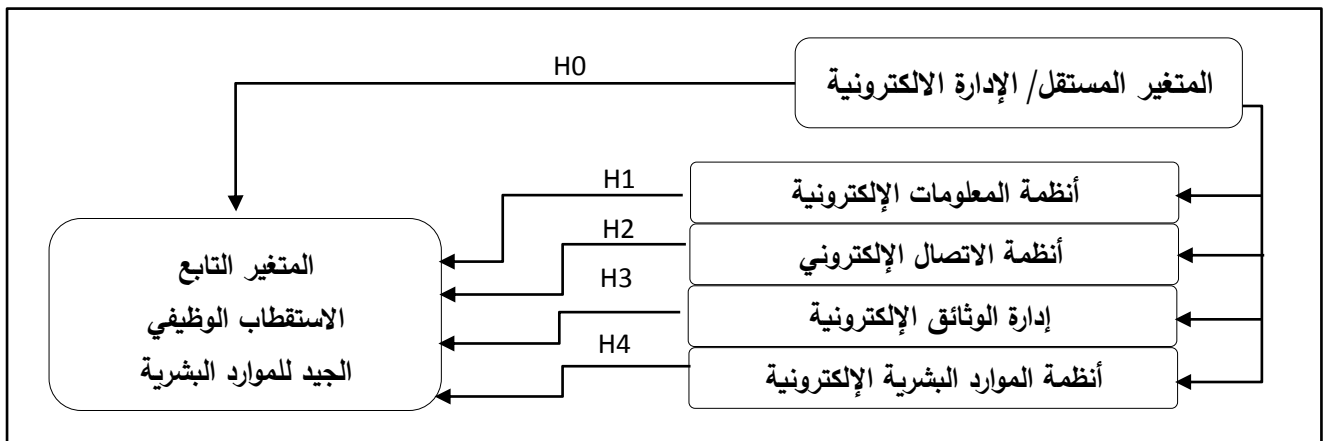 المتغير المستقل/ الإدارة الالكترونية
H0
أنظمة المعلومات الإلكترونية
H1
أنظمة الاتصال الإلكتروني
H2
إدارة الوثائق الإلكترونية
H3
أنظمة الموارد البشرية الإلكترونية
H4
المتغير التابع
الاستقطاب الوظيفي
الجيد للموارد البشرية